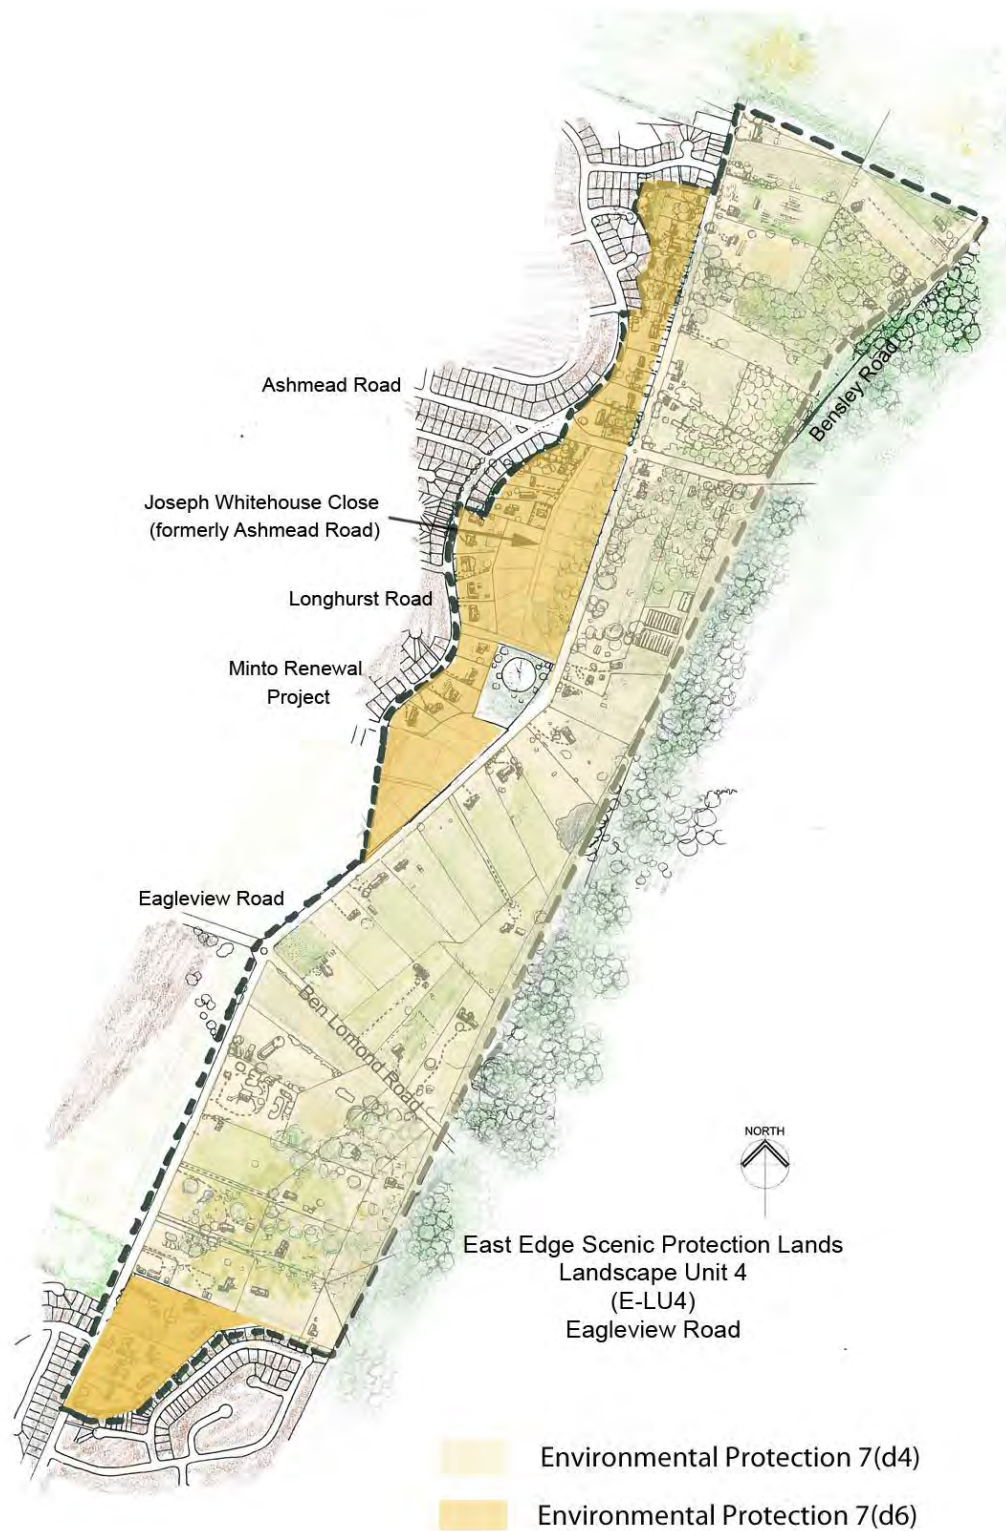 Bensley Road
Ashmead Road
Joseph Whitehouse Close
(formerly Ashmead Road)
Longhurst Road
Minto Renewal
Project
Eagleview Road
Ben Lomond Road
NORTH
East Edge Scenic Protection Lands
Landscape Unit 4
(E-LU4)
Eagleview Road
Environmental Protection 7(d4)
Environmental Protection 7(d6)